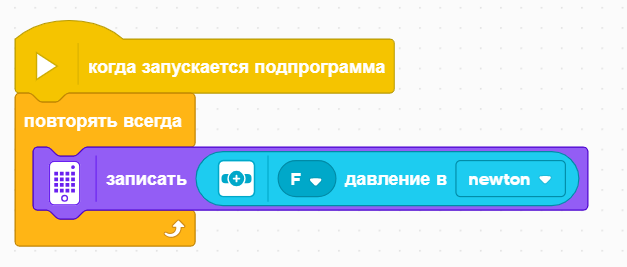 когда запускается подпрограмма
повторять всегда
записать F давление в newton